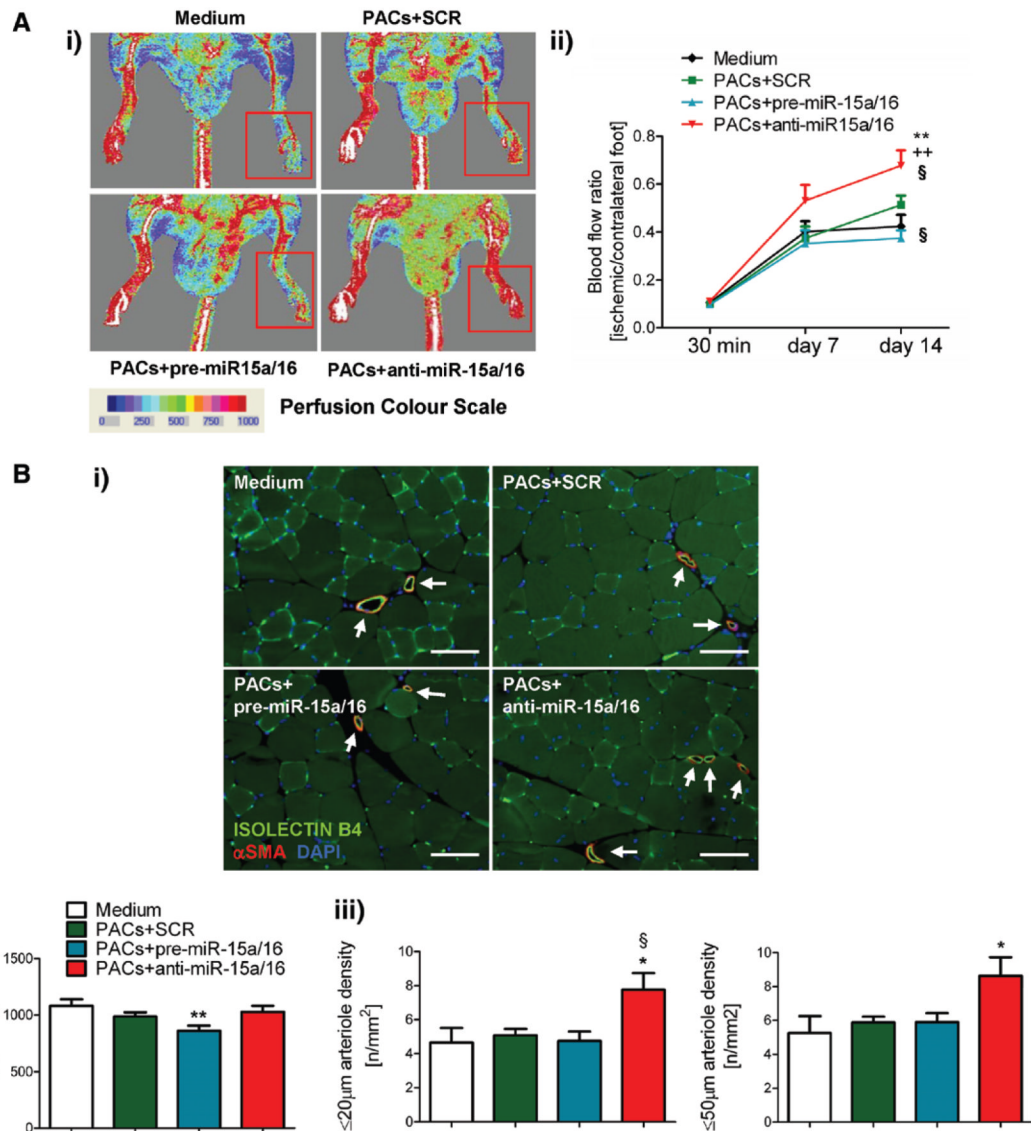 A
i)
Medium
PACs+SCR
PACs+pre-miR15a/16
PACs+anti-miR-15a/16
0 250 500 750 1000
Perfusion Colour Scale
ii)
Medium
PACs+SCR
PACs+pre-miR-15a/16
PACs+anti-miR15a/16
Blood flow ratio
[ischemic/contralateral foot]
0.8
0.6
0.4
0.2
0.0
**
++
§
§
30 min day 7 day 14
B
i)
Medium
PACs+SCR
PACs+
pre-miR-15a/16
PACs+
anti-miR-15a/16
ISOLECTIN B4
αSMA DAPI
Medium
PACs+SCR
PACs+pre-miR-15a/16
PACs+anti-miR-15a/16
1500
1000
500
0
**
iii)
≤20μm arteriole density
[n/mm²]
10
8
6
4
2
0
§
*
≤50μm arteriole density
[n/mm2]
10
8
6
4
2
0
*